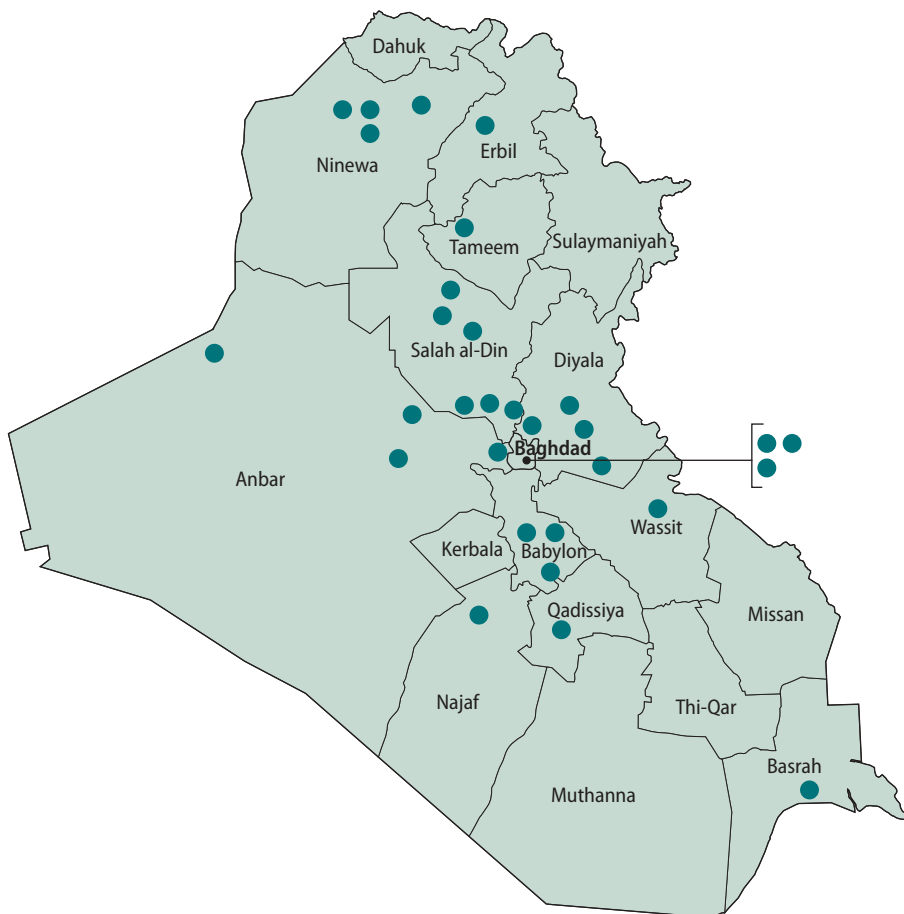 Dahuk
Ninewa
Erbil
Tameem
Sulaymaniyah
Salah al-Din
Diyala
Baghdad
Anbar
Wassit
Kerbala
Babylon
Qadissiya
Missan
Najaf
Thi-Qar
Basrah
Muthanna